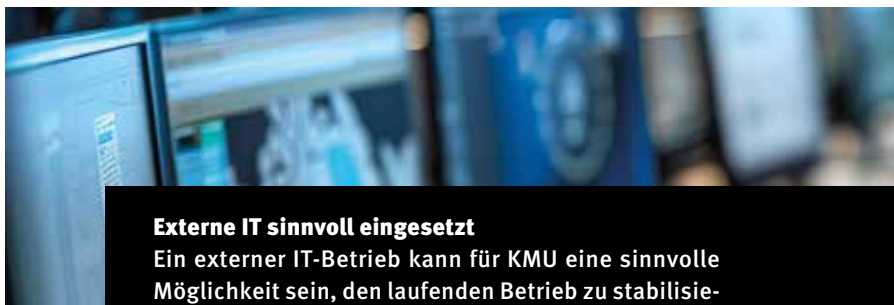 Externe IT sinnvoll eingesetzt
Ein externer IT-Betrieb kann für KMU eine sinnvolle
Möglichkeit sein, den laufenden Betrieb zu stabilisie-